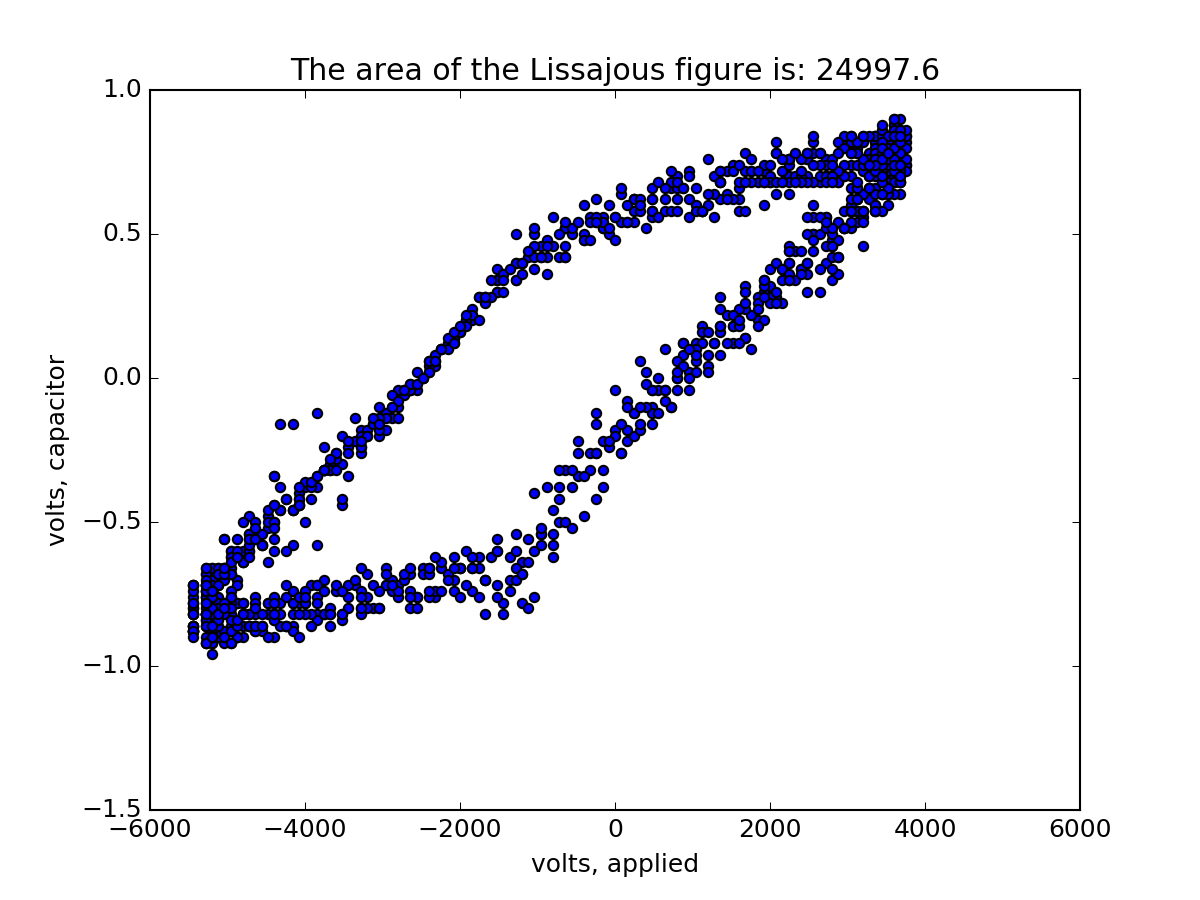 The area of the Lissajous figure is: 24997.6
1.0
0.5
0.0
−0.5
−1.0
−1.5
volts, capacitor
−6000 −4000 −2000 0 2000 4000 6000
volts, applied